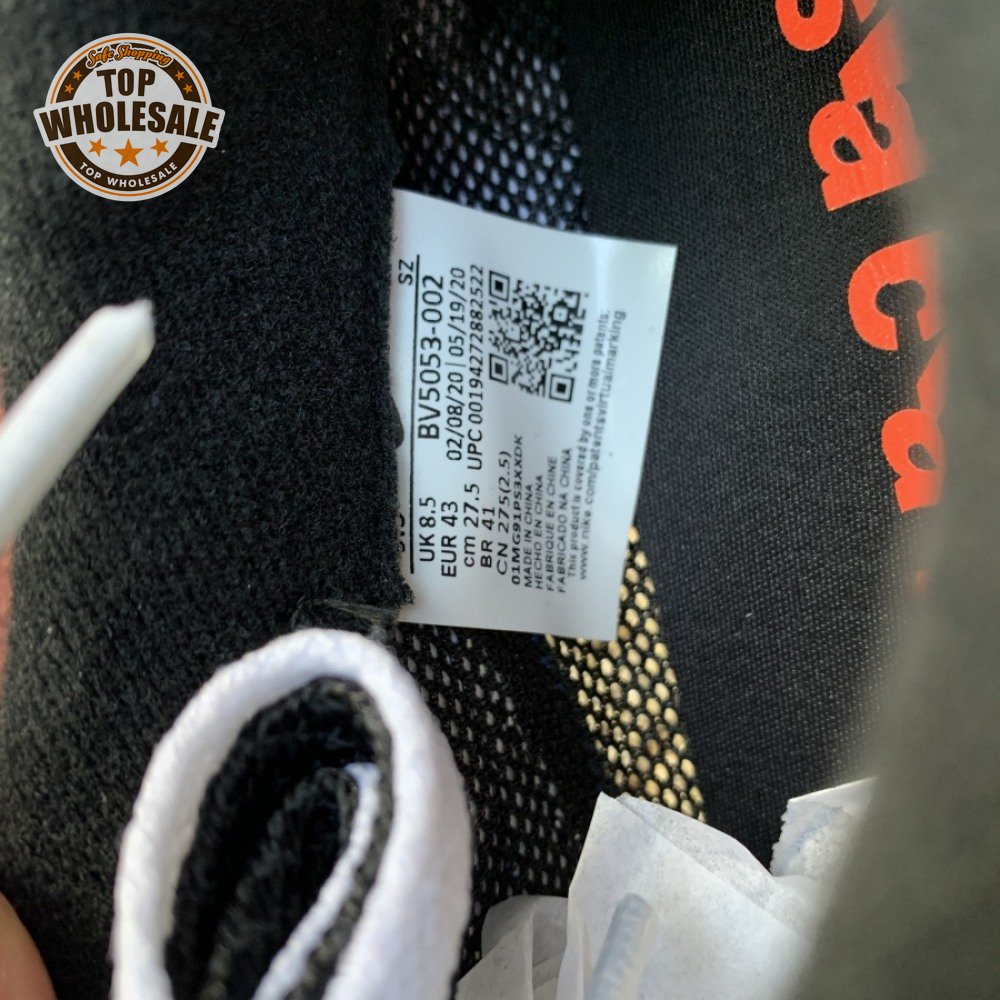 Safe Shopping
TOP
WHOLESALE
TOP WHOLESALE
SZ
UK 8.5 BV5053-002
EUR 43 02/08/20 05/19/20
cm 27.5 UPC 00194272882522
BR 41
CN 275(2.5)
01MG91PS3XXDK
MADE IN CHINA
HECHO EN CHINA
FABRIQUE EN CHINE
FABRICADO NA CHINA
This product is covered by one or more patents.
www.nike.com/patentsvirtualmarking